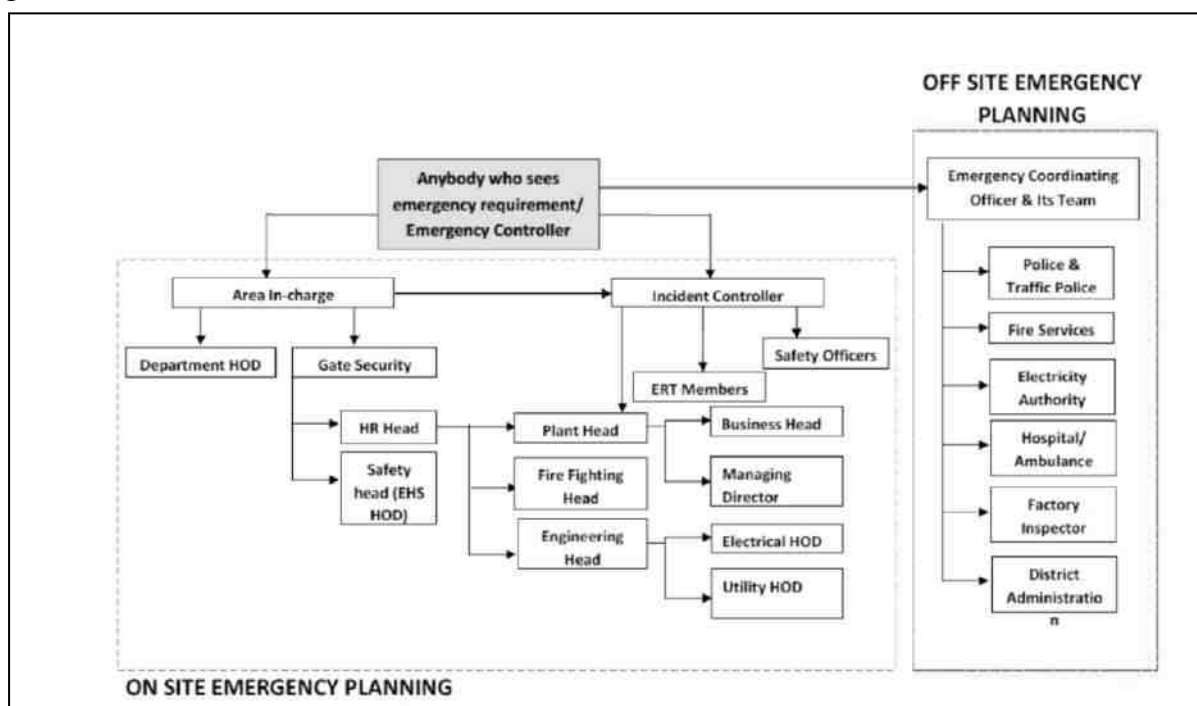 OFF SITE EMERGENCY
PLANNING
Anybody who sees
emergency requirement/
Emergency Controller
Emergency Coordinating
Officer & Its Team
Police &
Traffic Police
Fire Services
Electricity
Authority
Hospital/
Ambulance
Factory
Inspector
District
Administratio
n
Area In-charge
Incident Controller
Department HOD
Gate Security
Safety Officers
ERT Members
HR Head
Plant Head
Business Head
Safety
head (EHS
HOD)
Fire Fighting
Head
Managing
Director
Engineering
Head
Electrical HOD
Utility HOD
ON SITE EMERGENCY PLANNING